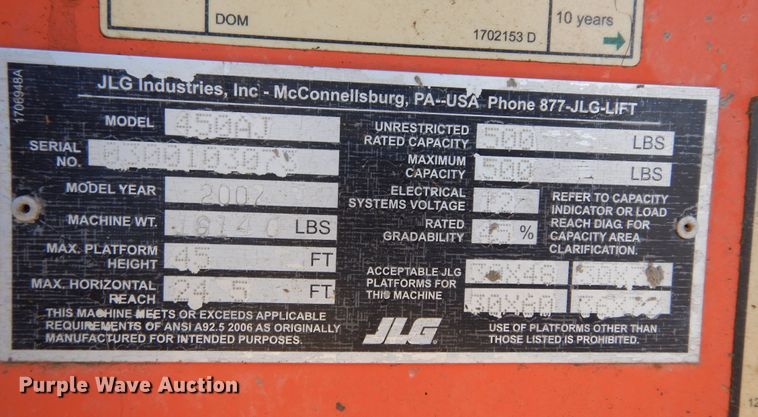 DOM
1702153 D
10 years
1706948A
JLG Industries, Inc - McConnellsburg, PA--USA Phone 877-JLG-LIFT
MODEL 450AJ
SERIAL NO.
MODEL YEAR
MACHINE WT. LBS
MAX. PLATFORM HEIGHT 45 FT
MAX. HORIZONTAL REACH 24.5 FT
THIS MACHINE MEETS OR EXCEEDS APPLICABLE
REQUIREMENTS OF ANSI A92.5 2006 AS ORIGINALLY
MANUFACTURED FOR INTENDED PURPOSES.
UNRESTRICTED RATED CAPACITY 500 LBS
MAXIMUM CAPACITY 500 LBS
ELECTRICAL SYSTEMS VOLTAGE 12
RATED GRADABILITY 45 %
REFER TO CAPACITY
INDICATOR OR LOAD
REACH DIAG. FOR
CAPACITY AREA
CLARIFICATION.
ACCEPTABLE JLG
PLATFORMS FOR
THIS MACHINE
JLG
USE OF PLATFORMS OTHER THAN
THOSE LISTED IS PROHIBITED.
Purple Wave Auction